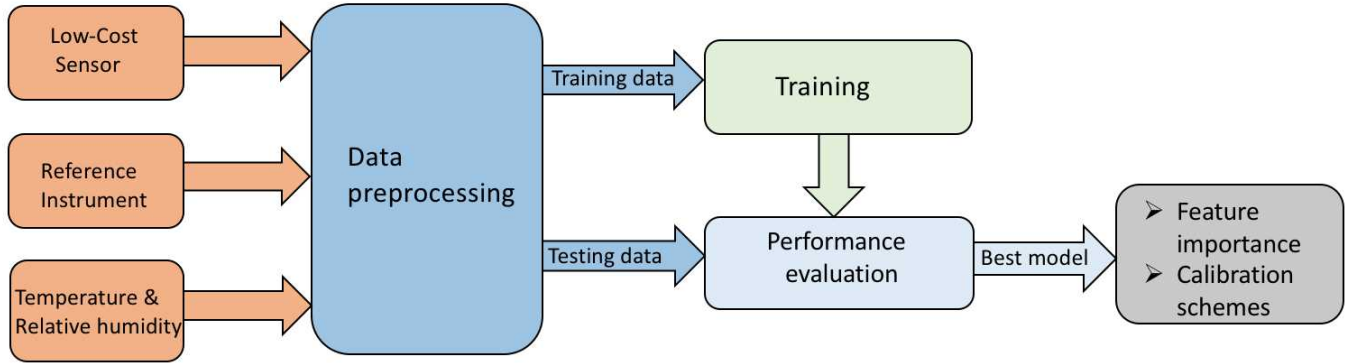 Low-Cost
Sensor
Reference
Instrument
Temperature &
Relative humidity
Data
preprocessing
Training data
Testing data
Training
Performance
evaluation
Best model
➢ Feature
importance
➢ Calibration
schemes